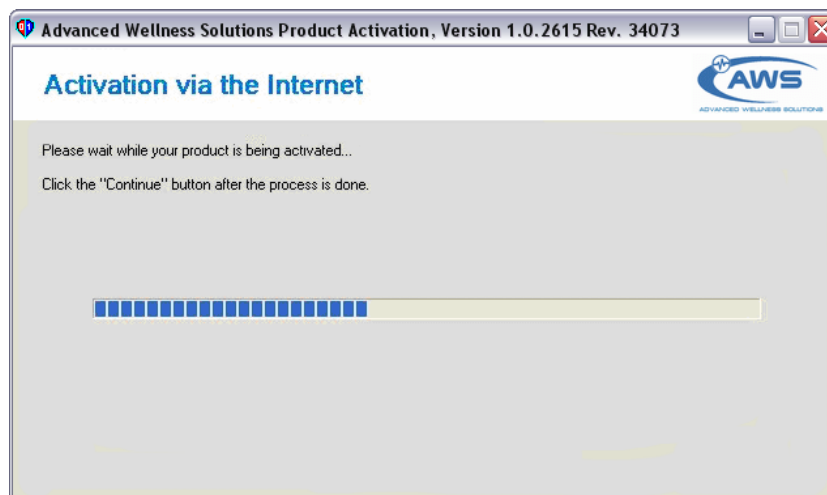 Advanced Wellness Solutions Product Activation, Version 1.0.2615 Rev. 34073
Activation via the Internet
AWS
ADVANCED WELLNESS SOLUTIONS
Please wait while your product is being activated...
Click the "Continue" button after the process is done.